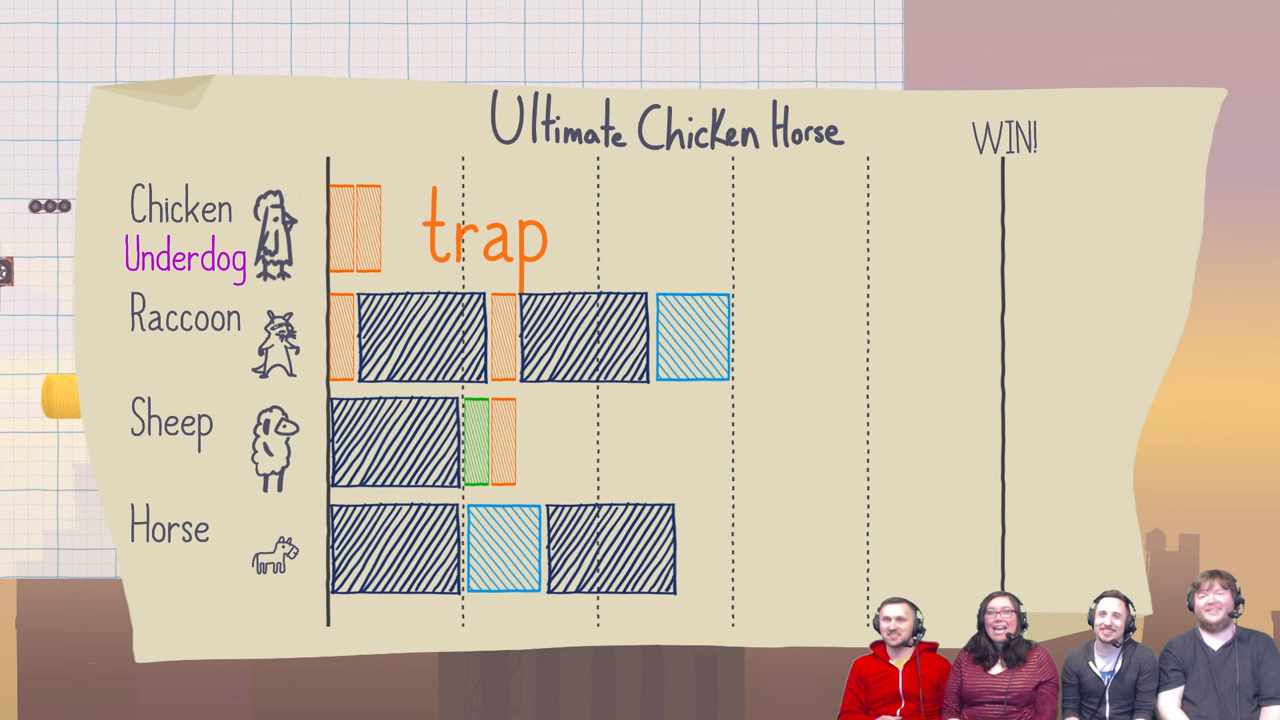 Ultimate Chicken Horse
WIN!
Chicken
Underdog
trap
Raccoon
Sheep
Horse